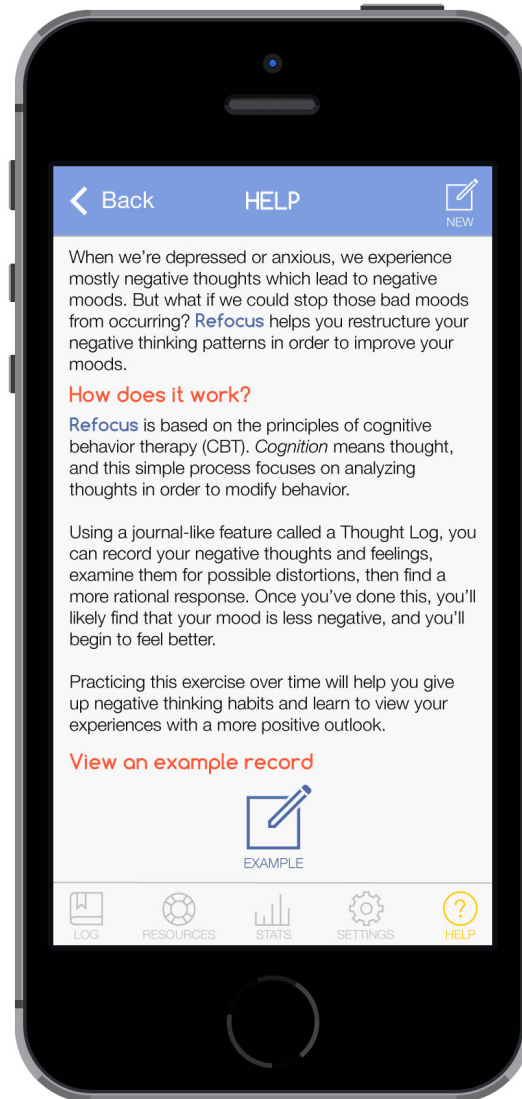 Back
HELP
NEW
When we’re depressed or anxious, we experience
mostly negative thoughts which lead to negative
moods. But what if we could stop those bad moods
from occurring? Refocus helps you restructure your
negative thinking patterns in order to improve your
moods.
How does it work?
Refocus is based on the principles of cognitive
behavior therapy (CBT). Cognition means thought,
and this simple process focuses on analyzing
thoughts in order to modify behavior.
Using a journal-like feature called a Thought Log, you
can record your negative thoughts and feelings,
examine them for possible distortions, then find a
more rational response. Once you’ve done this, you’ll
likely find that your mood is less negative, and you’ll
begin to feel better.
Practicing this exercise over time will help you give
up negative thinking habits and learn to view your
experiences with a more positive outlook.
View an example record
EXAMPLE
LOG
RESOURCES
STATS
SETTINGS
?
HELP